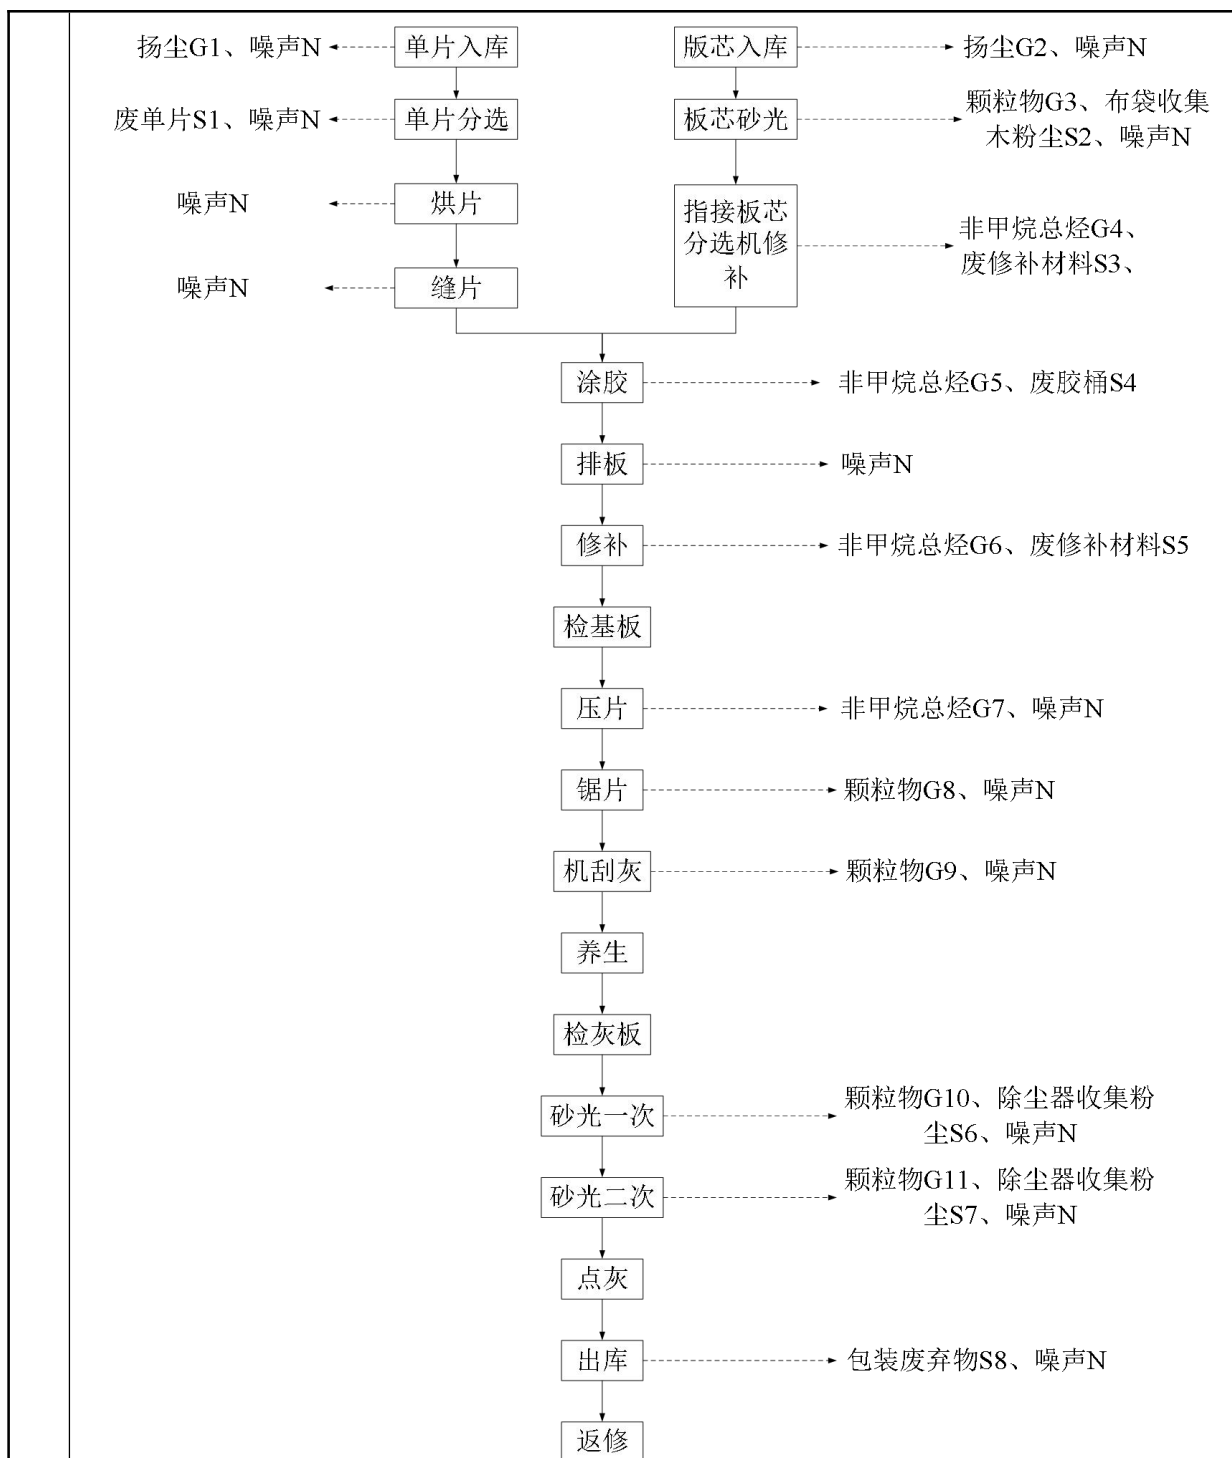 扬尘G1、噪声N
单片入库
版芯入库
扬尘G2、噪声N
废单片S1、噪声N
单片分选
板芯砂光
颗粒物G3、布袋收集
木粉尘S2、噪声N
噪声N
烘片
指接板芯
分选机修
补
非甲烷总烃G4、
废修补材料S3、
噪声N
缝片
涂胶
非甲烷总烃G5、废胶桶S4
排板
噪声N
修补
非甲烷总烃G6、废修补材料S5
检基板
压片
非甲烷总烃G7、噪声N
锯片
颗粒物G8、噪声N
机刮灰
颗粒物G9、噪声N
养生
检灰板
砂光一次
颗粒物G10、除尘器收集粉
尘S6、噪声N
砂光二次
颗粒物G11、除尘器收集粉
尘S7、噪声N
点灰
出库
包装废弃物S8、噪声N
返修